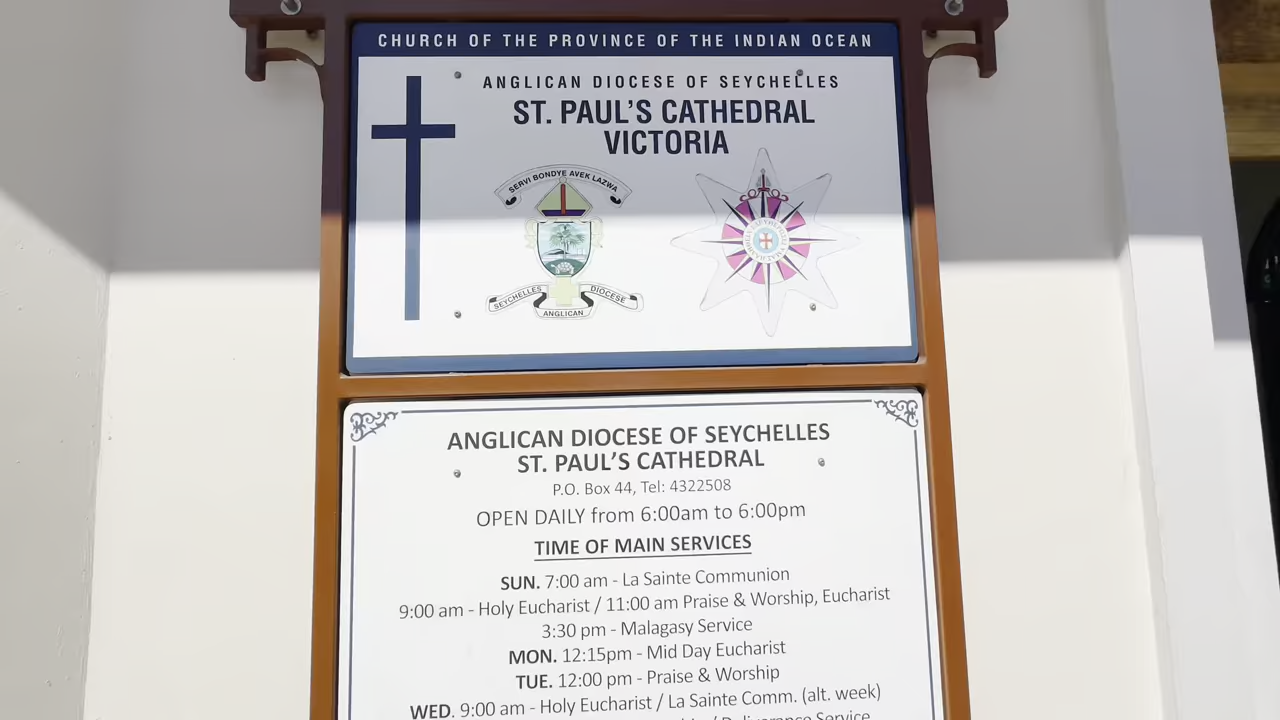 CHURCH OF THE PROVINCE OF THE INDIAN OCEAN
ANGLICAN DIOCESE OF SEYCHELLES
ST. PAUL'S CATHEDRAL
VICTORIA
SERVI BONDYE AVEK LAZWA
SEYCHELLES ANGLICAN DIOCESE
ANGLICAN DIOCESE OF SEYCHELLES
ST. PAUL'S CATHEDRAL
P.O. Box 44, Tel: 4322508
OPEN DAILY from 6:00am to 6:00pm
TIME OF MAIN SERVICES
SUN. 7:00 am - La Sainte Communion
9:00 am - Holy Eucharist / 11:00 am Praise & Worship, Eucharist
3:30 pm - Malagasy Service
MON. 12:15pm - Mid Day Eucharist
TUE. 12:00 pm - Praise & Worship
WED. 9:00 am - Holy Eucharist / La Sainte Comm. (alt. week)
/ Deliverance Service